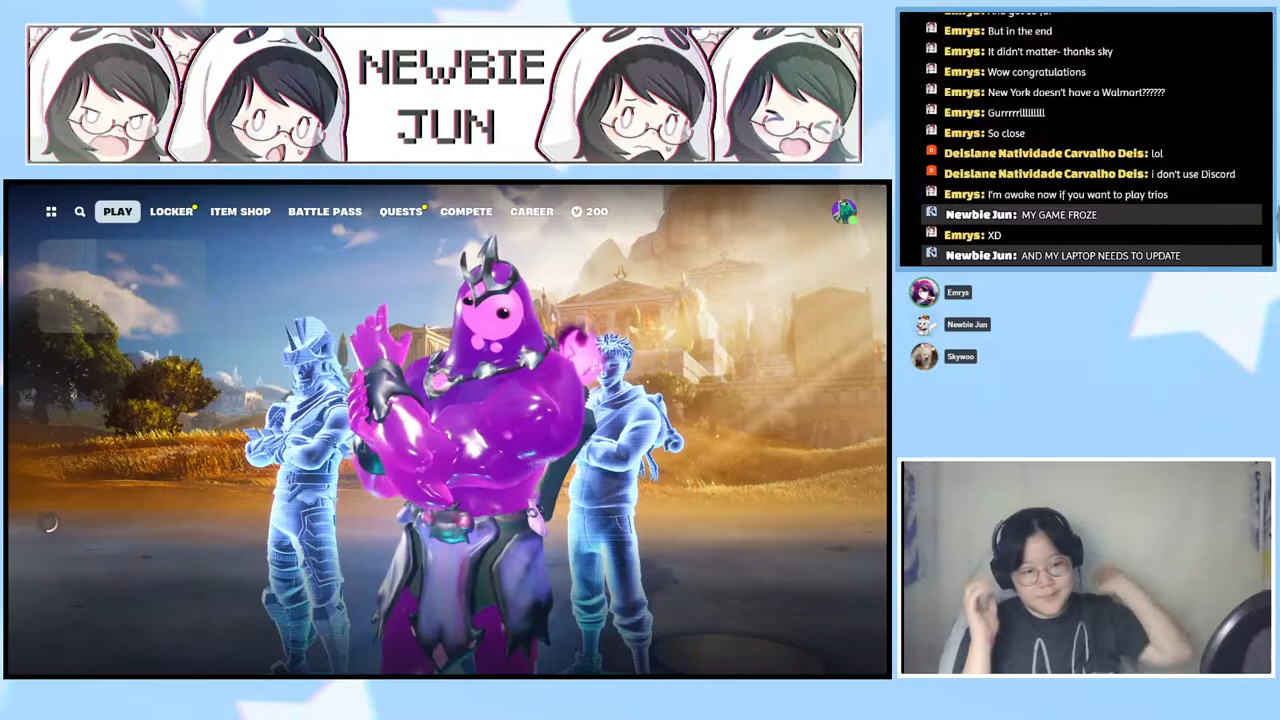 NEWBIE
JUN
PLAY
LOCKER
ITEM SHOP
BATTLE PASS
QUESTS
COMPETE
CAREER
200
Emrys: But in the end
Emrys: It didn't matter- thanks sky
Emrys: Wow congratulations
Emrys: New York doesn't have a Walmart??????
Emrys: Gurrrrrlllllllll
Emrys: So close
Deislane Natividade Carvalho Deis: lol
Deislane Natividade Carvalho Deis: i don't use Discord
Emrys: I'm awake now if you want to play trios
Newbie Jun: MY GAME FROZE
Emrys: XD
Newbie Jun: AND MY LAPTOP NEEDS TO UPDATE
Emrys
Newbie Jun
Skywoo